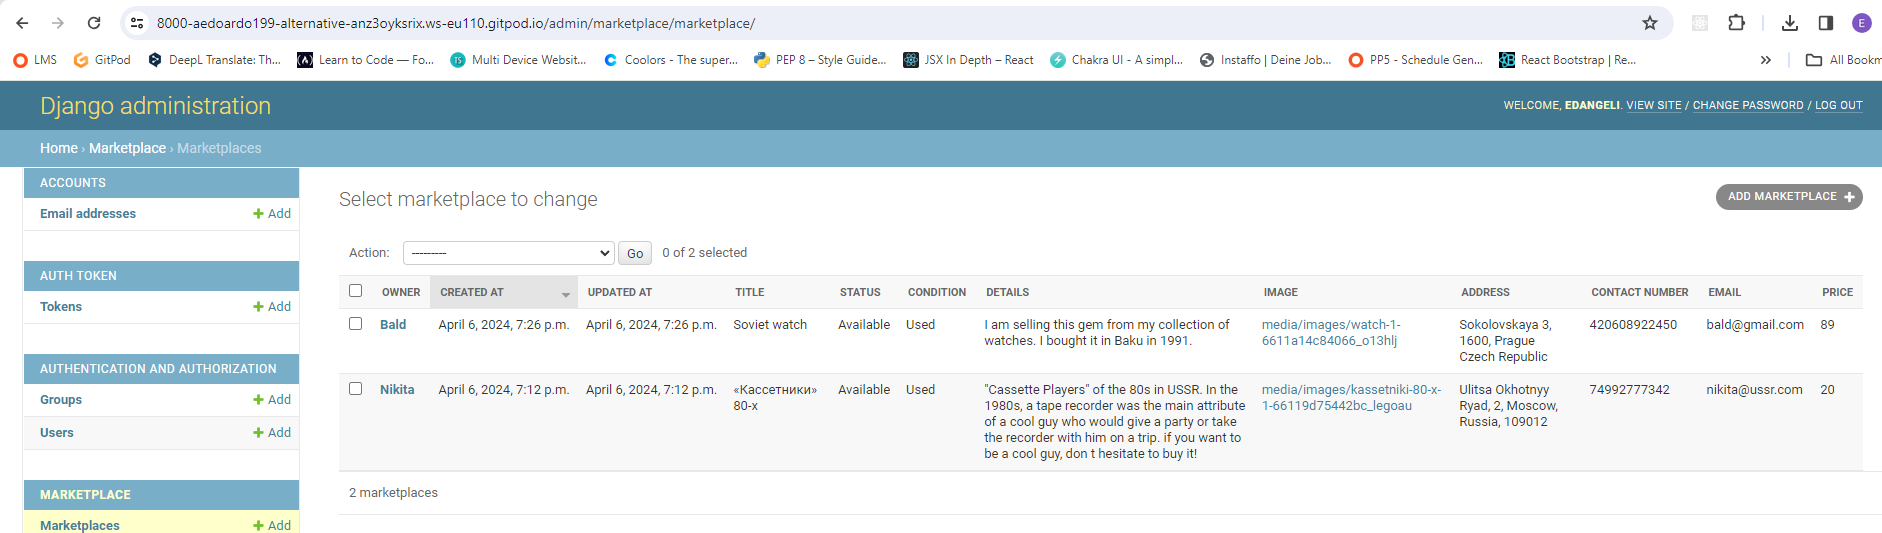 8000-aedoardo199-alternative-anz3oyksrix.ws-eu110.gitpod.io/admin/marketplace/marketplace/
E
LMS GitPod DeepL Translate: Th... Learn to Code — Fo... Multi Device Websit... Coolors - The super... PEP 8 – Style Guide... JSX In Depth – React Chakra UI - A simpl... Instaffo | Deine Job... PP5 - Schedule Gen... React Bootstrap | Re... » All Bookm
Django administration
WELCOME, EDANGELI. VIEW SITE / CHANGE PASSWORD / LOG OUT
Home › Marketplace › Marketplaces
ACCOUNTS
Email addresses + Add
AUTH TOKEN
Tokens + Add
AUTHENTICATION AND AUTHORIZATION
Groups + Add
Users + Add
MARKETPLACE
Marketplaces + Add
Select marketplace to change
ADD MARKETPLACE +
Action: --------- Go 0 of 2 selected
OWNER CREATED AT UPDATED AT TITLE STATUS CONDITION DETAILS IMAGE ADDRESS CONTACT NUMBER EMAIL PRICE
Bald April 6, 2024, 7:26 p.m. April 6, 2024, 7:26 p.m. Soviet watch Available Used I am selling this gem from my collection of media/images/watch-1- Sokolovskaya 3, 420608922450 bald@gmail.com 89
watches. I bought it in Baku in 1991. 6611a14c84066_o13hlj 1600, Prague
Czech Republic
Nikita April 6, 2024, 7:12 p.m. April 6, 2024, 7:12 p.m. «Кассетники» Available Used "Cassette Players" of the 80s in USSR. In the media/images/kassetniki-80-x- Ulitsa Okhotnyy 74992777342 nikita@ussr.com 20
80-х 1980s, a tape recorder was the main attribute 1-66119d75442bc_legoau Ryad, 2, Moscow,
of a cool guy who would give a party or take Russia, 109012
the recorder with him on a trip. if you want to
be a cool guy, don t hesitate to buy it!
2 marketplaces